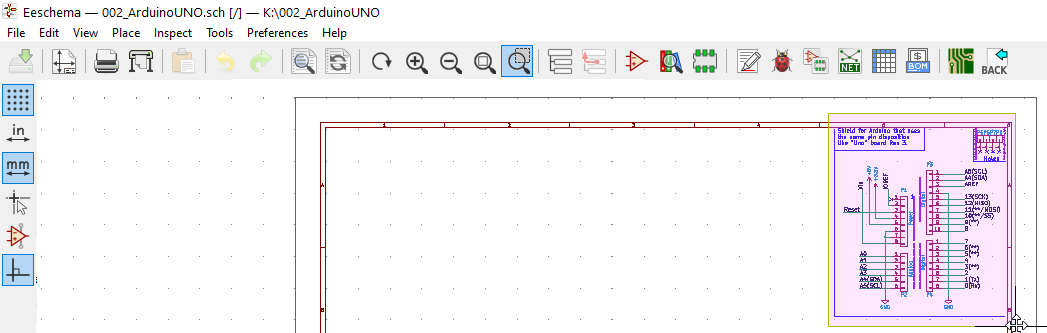 Eeschema — 002_ArduinoUNO.sch [/] — K:\002_ArduinoUNO
File Edit View Place Inspect Tools Preferences Help
NET
BOM
BACK
in
mm
Shield for Arduino that uses
the same pin disposition
like "Uno" board Rev 3.
Holes
Vin
+5V
IOREF
A5(SCL)
A4(SDA)
AREF
13(SCK)
12(MISO)
11(**/MOSI)
10(**/SS)
9(**)
8
Reset
P1
7
6(**)
5(**)
4
3(**)
2
1(Tx)
0(Rx)
A0
A1
A2
A3
A4(SDA)
A5(SCL)
P2
P4
GND
GND